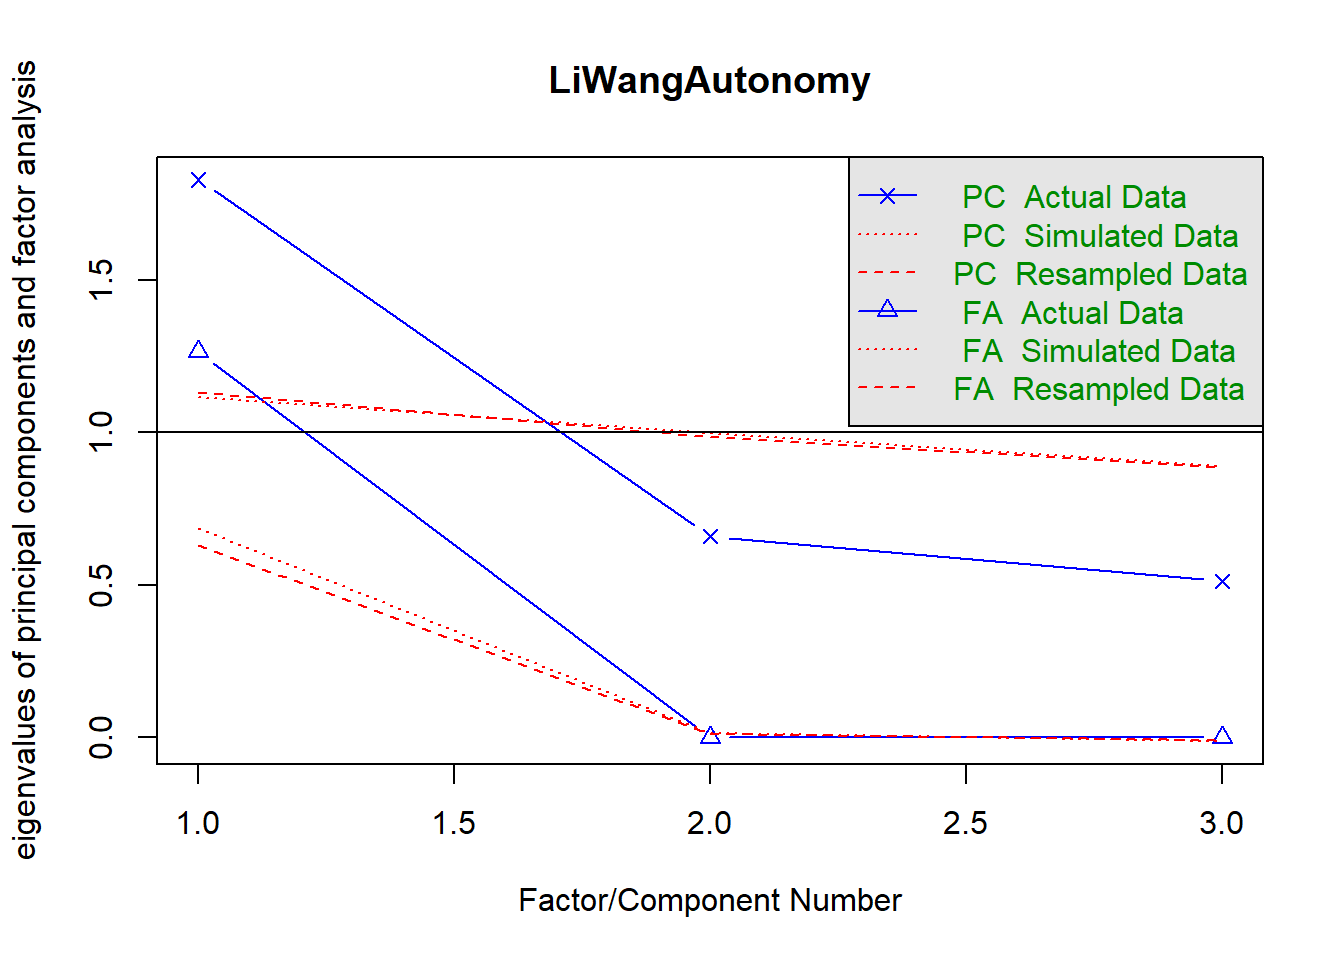 LiWangAutonomy
eigenvalues of principal components and factor analysis
1.5
1.0
0.5
0.0
PC Actual Data
PC Simulated Data
PC Resampled Data
FA Actual Data
FA Simulated Data
FA Resampled Data
1.0 1.5 2.0 2.5 3.0
Factor/Component Number